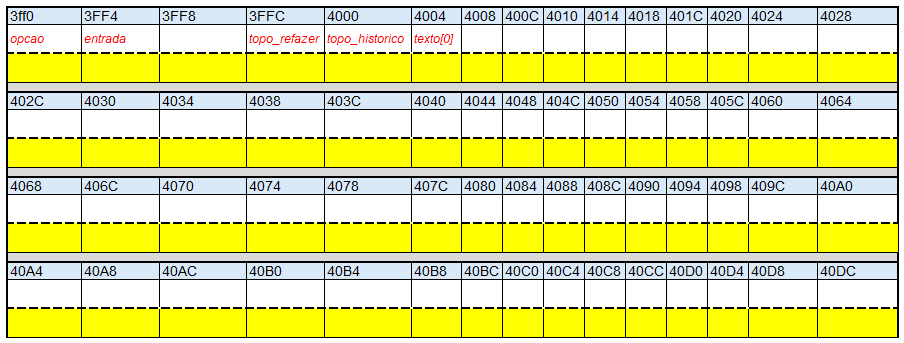 3ff0 3FF4 3FF8 3FFC 4000 4004 4008 400C 4010 4014 4018 401C 4020 4024 4028
opcao entrada topo_refazer topo_historico texto[0]
402C 4030 4034 4038 403C 4040 4044 4048 404C 4050 4054 4058 405C 4060 4064
4068 406C 4070 4074 4078 407C 4080 4084 4088 408C 4090 4094 4098 409C 40A0
40A4 40A8 40AC 40B0 40B4 40B8 40BC 40C0 40C4 40C8 40CC 40D0 40D4 40D8 40DC